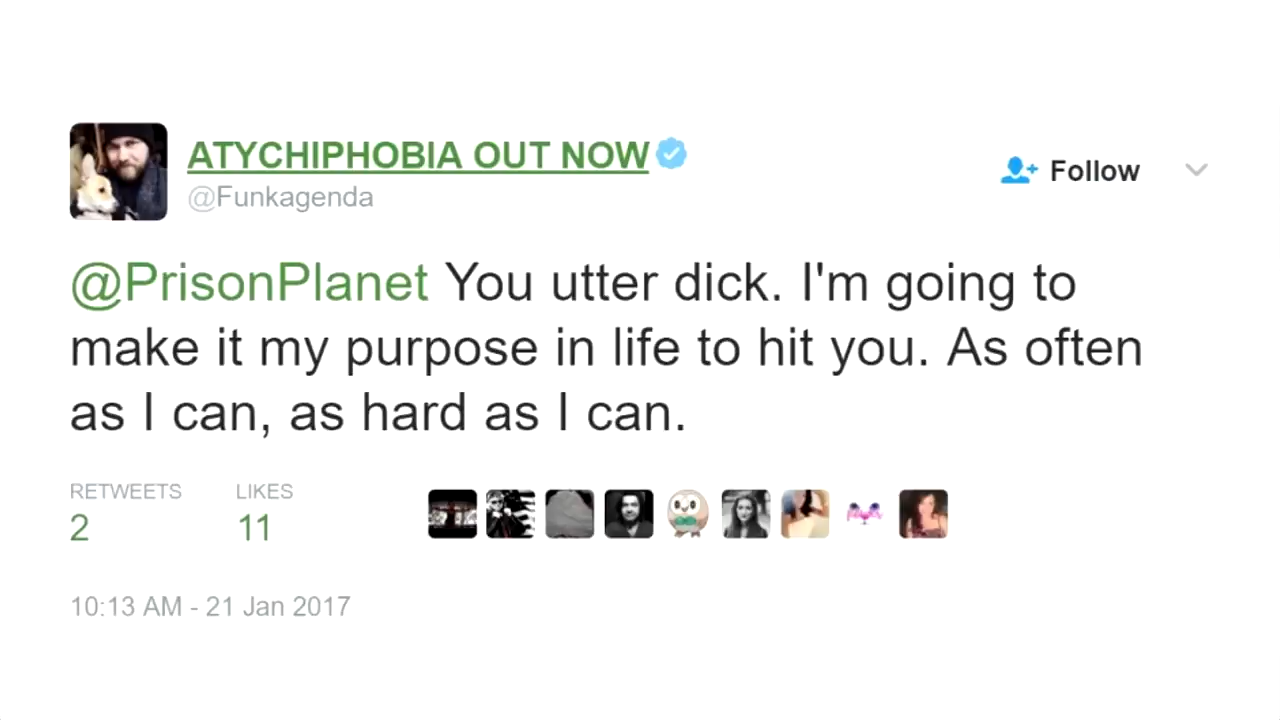 ATYCHIPHOBIA OUT NOW
@Funkagenda
Follow
@PrisonPlanet You utter dick. I'm going to
make it my purpose in life to hit you. As often
as I can, as hard as I can.
RETWEETS LIKES
2 11
10:13 AM - 21 Jan 2017